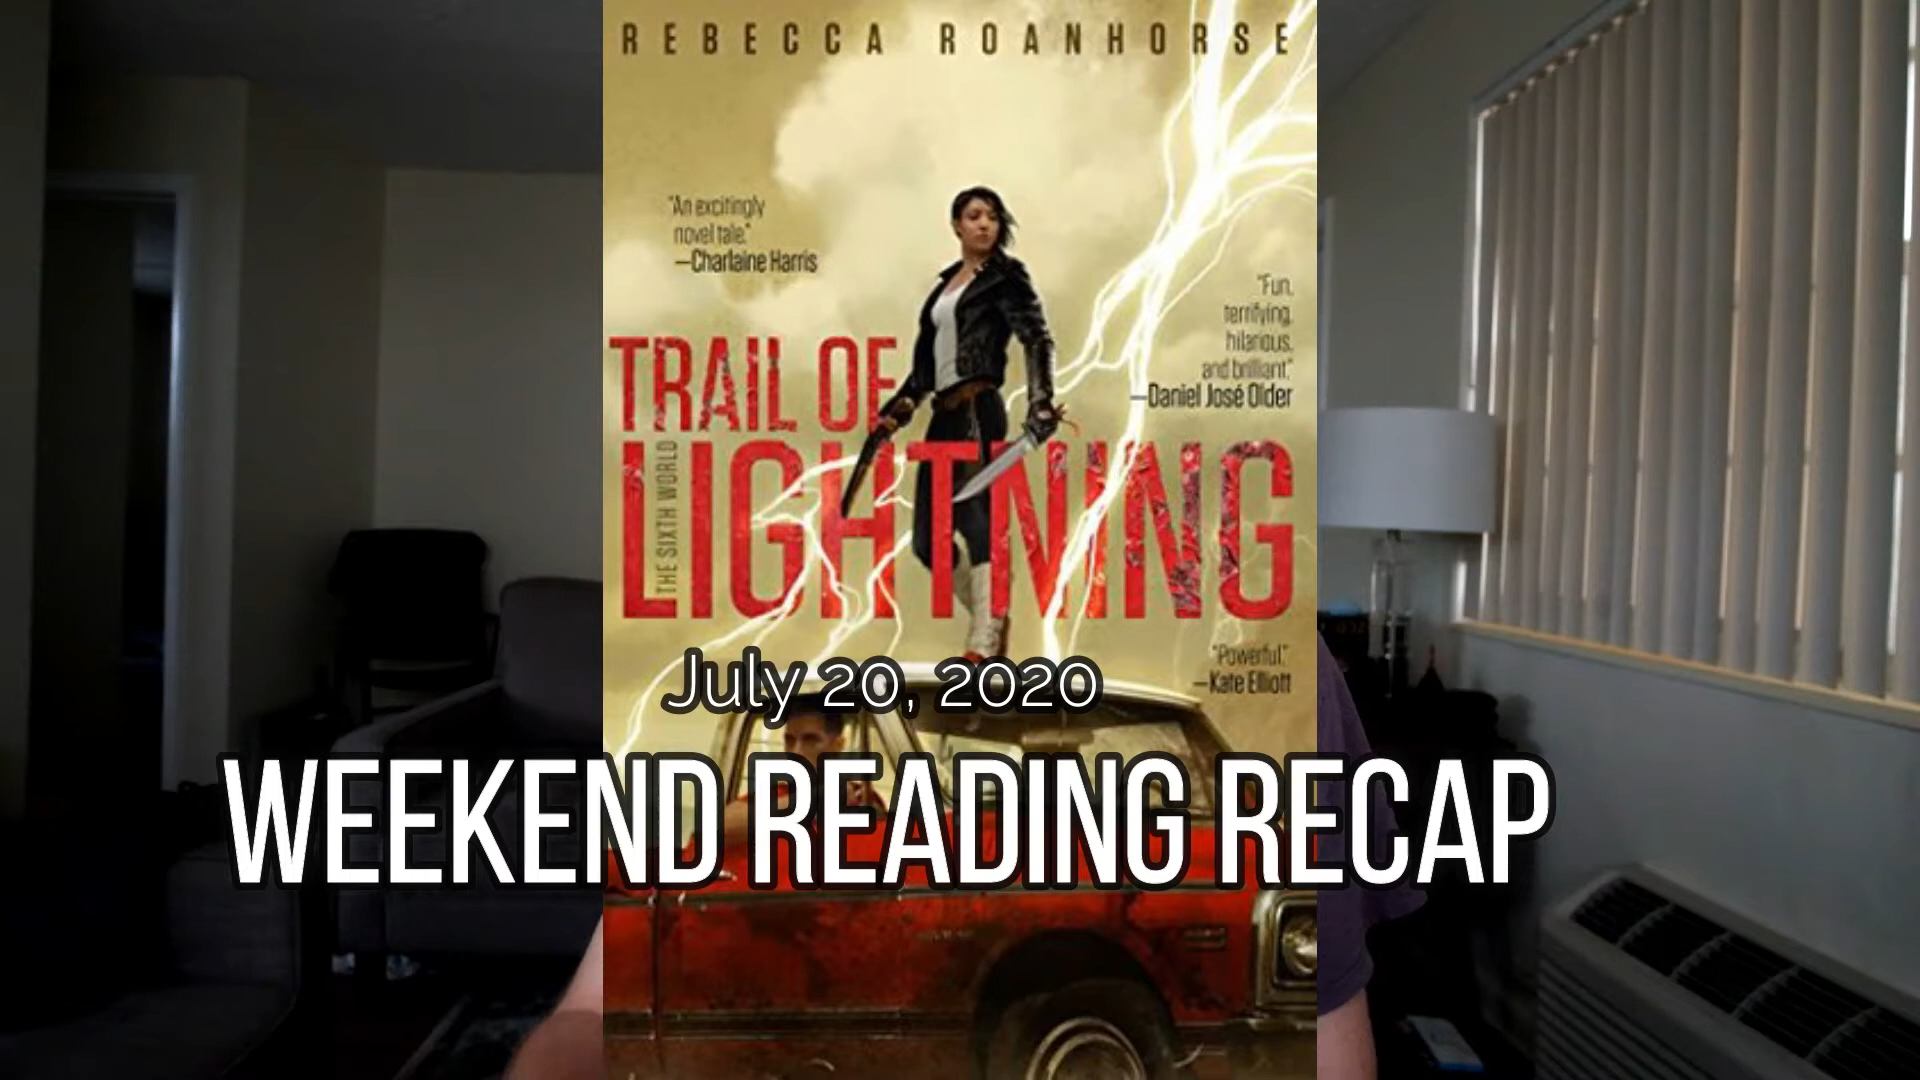 REBECCA ROANHORSE
"An excitingly
novel tale."
—Charlaine Harris
"Fun,
terrifying,
hilarious,
and brilliant."
—Daniel José Older
TRAIL OF
LIGHTNING
THE SIXTH WORLD
"Powerful."
—Kate Elliott
July 20, 2020
WEEKEND READING RECAP